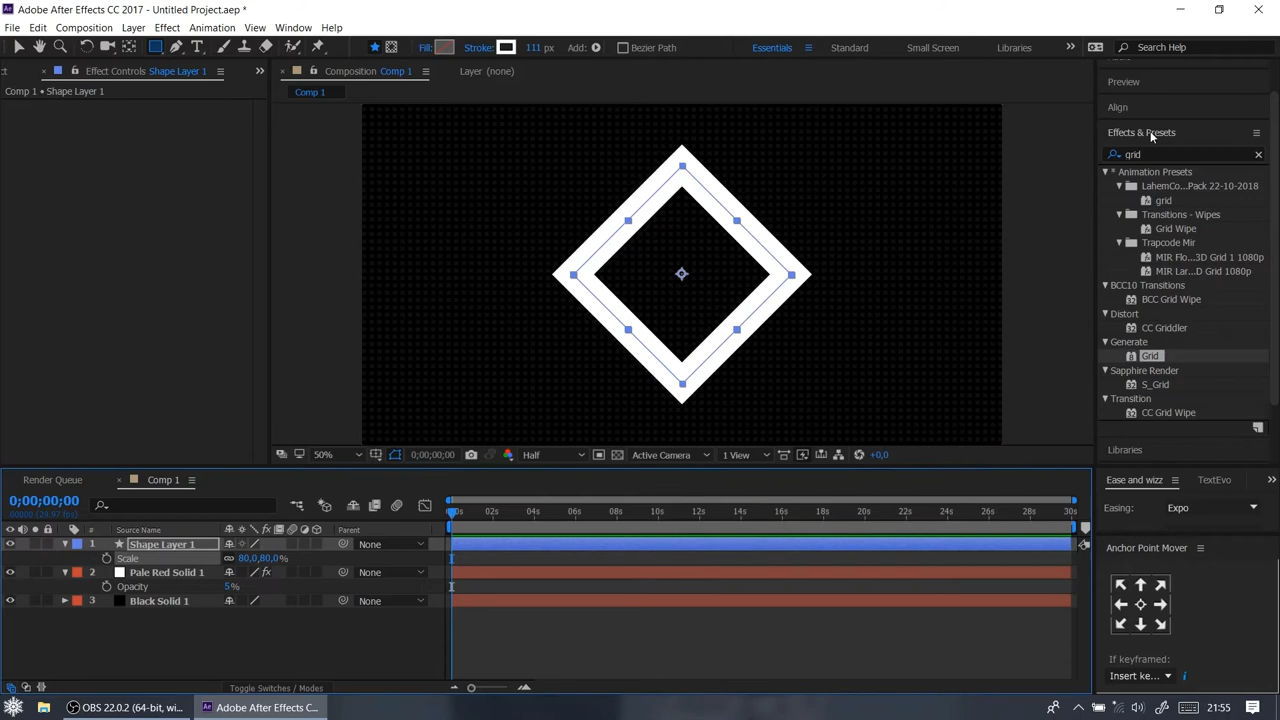 Adobe After Effects CC 2017 - Untitled Project.aep *
File Edit Composition Layer Effect Animation View Window Help
Fill: Stroke: 111 px Add: Bezier Path Essentials Standard Small Screen Libraries Search Help
Effect Controls Shape Layer 1
Composition Comp 1
Layer (none)
Comp 1 • Shape Layer 1
Comp 1
Preview
Align
Effects & Presets
grid
* Animation Presets
LahemCo...Pack 22-10-2018
grid
Transitions - Wipes
Grid Wipe
Trapcode Mir
MIR Flo...3D Grid 1 1080p
MIR Lar...D Grid 1080p
BCC10 Transitions
BCC Grid Wipe
Distort
CC Griddler
Generate
Grid
Sapphire Render
S_Grid
Transition
CC Grid Wipe
Libraries
50% 0;00;00;00 Half Active Camera 1 View +0,0
Render Queue Comp 1
0;00;00;00
00000 (29.97 fps)
# Source Name Parent
1 Shape Layer 1 None
Scale 80,0,80,0%
2 Pale Red Solid 1 None
Opacity 5%
3 Black Solid 1 None
02s 04s 06s 08s 10s 12s 14s 16s 18s 20s 22s 24s 26s 28s 30s
Toggle Switches / Modes
Ease and wizz TextEvo
Easing: Expo
Anchor Point Mover
If keyframed:
Insert ke...
OBS 22.0.2 (64-bit, wi...
Adobe After Effects C...
21:55